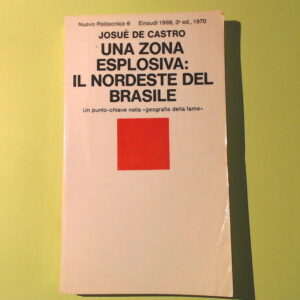 Nuovo Politecnico 6 Einaudi 1966, 3ª ed., 1970
JOSUÉ DE CASTRO
UNA ZONA
ESPLOSIVA:
IL NORDESTE DEL
BRASILE
Un punto-chiave nella «geografia della fame»